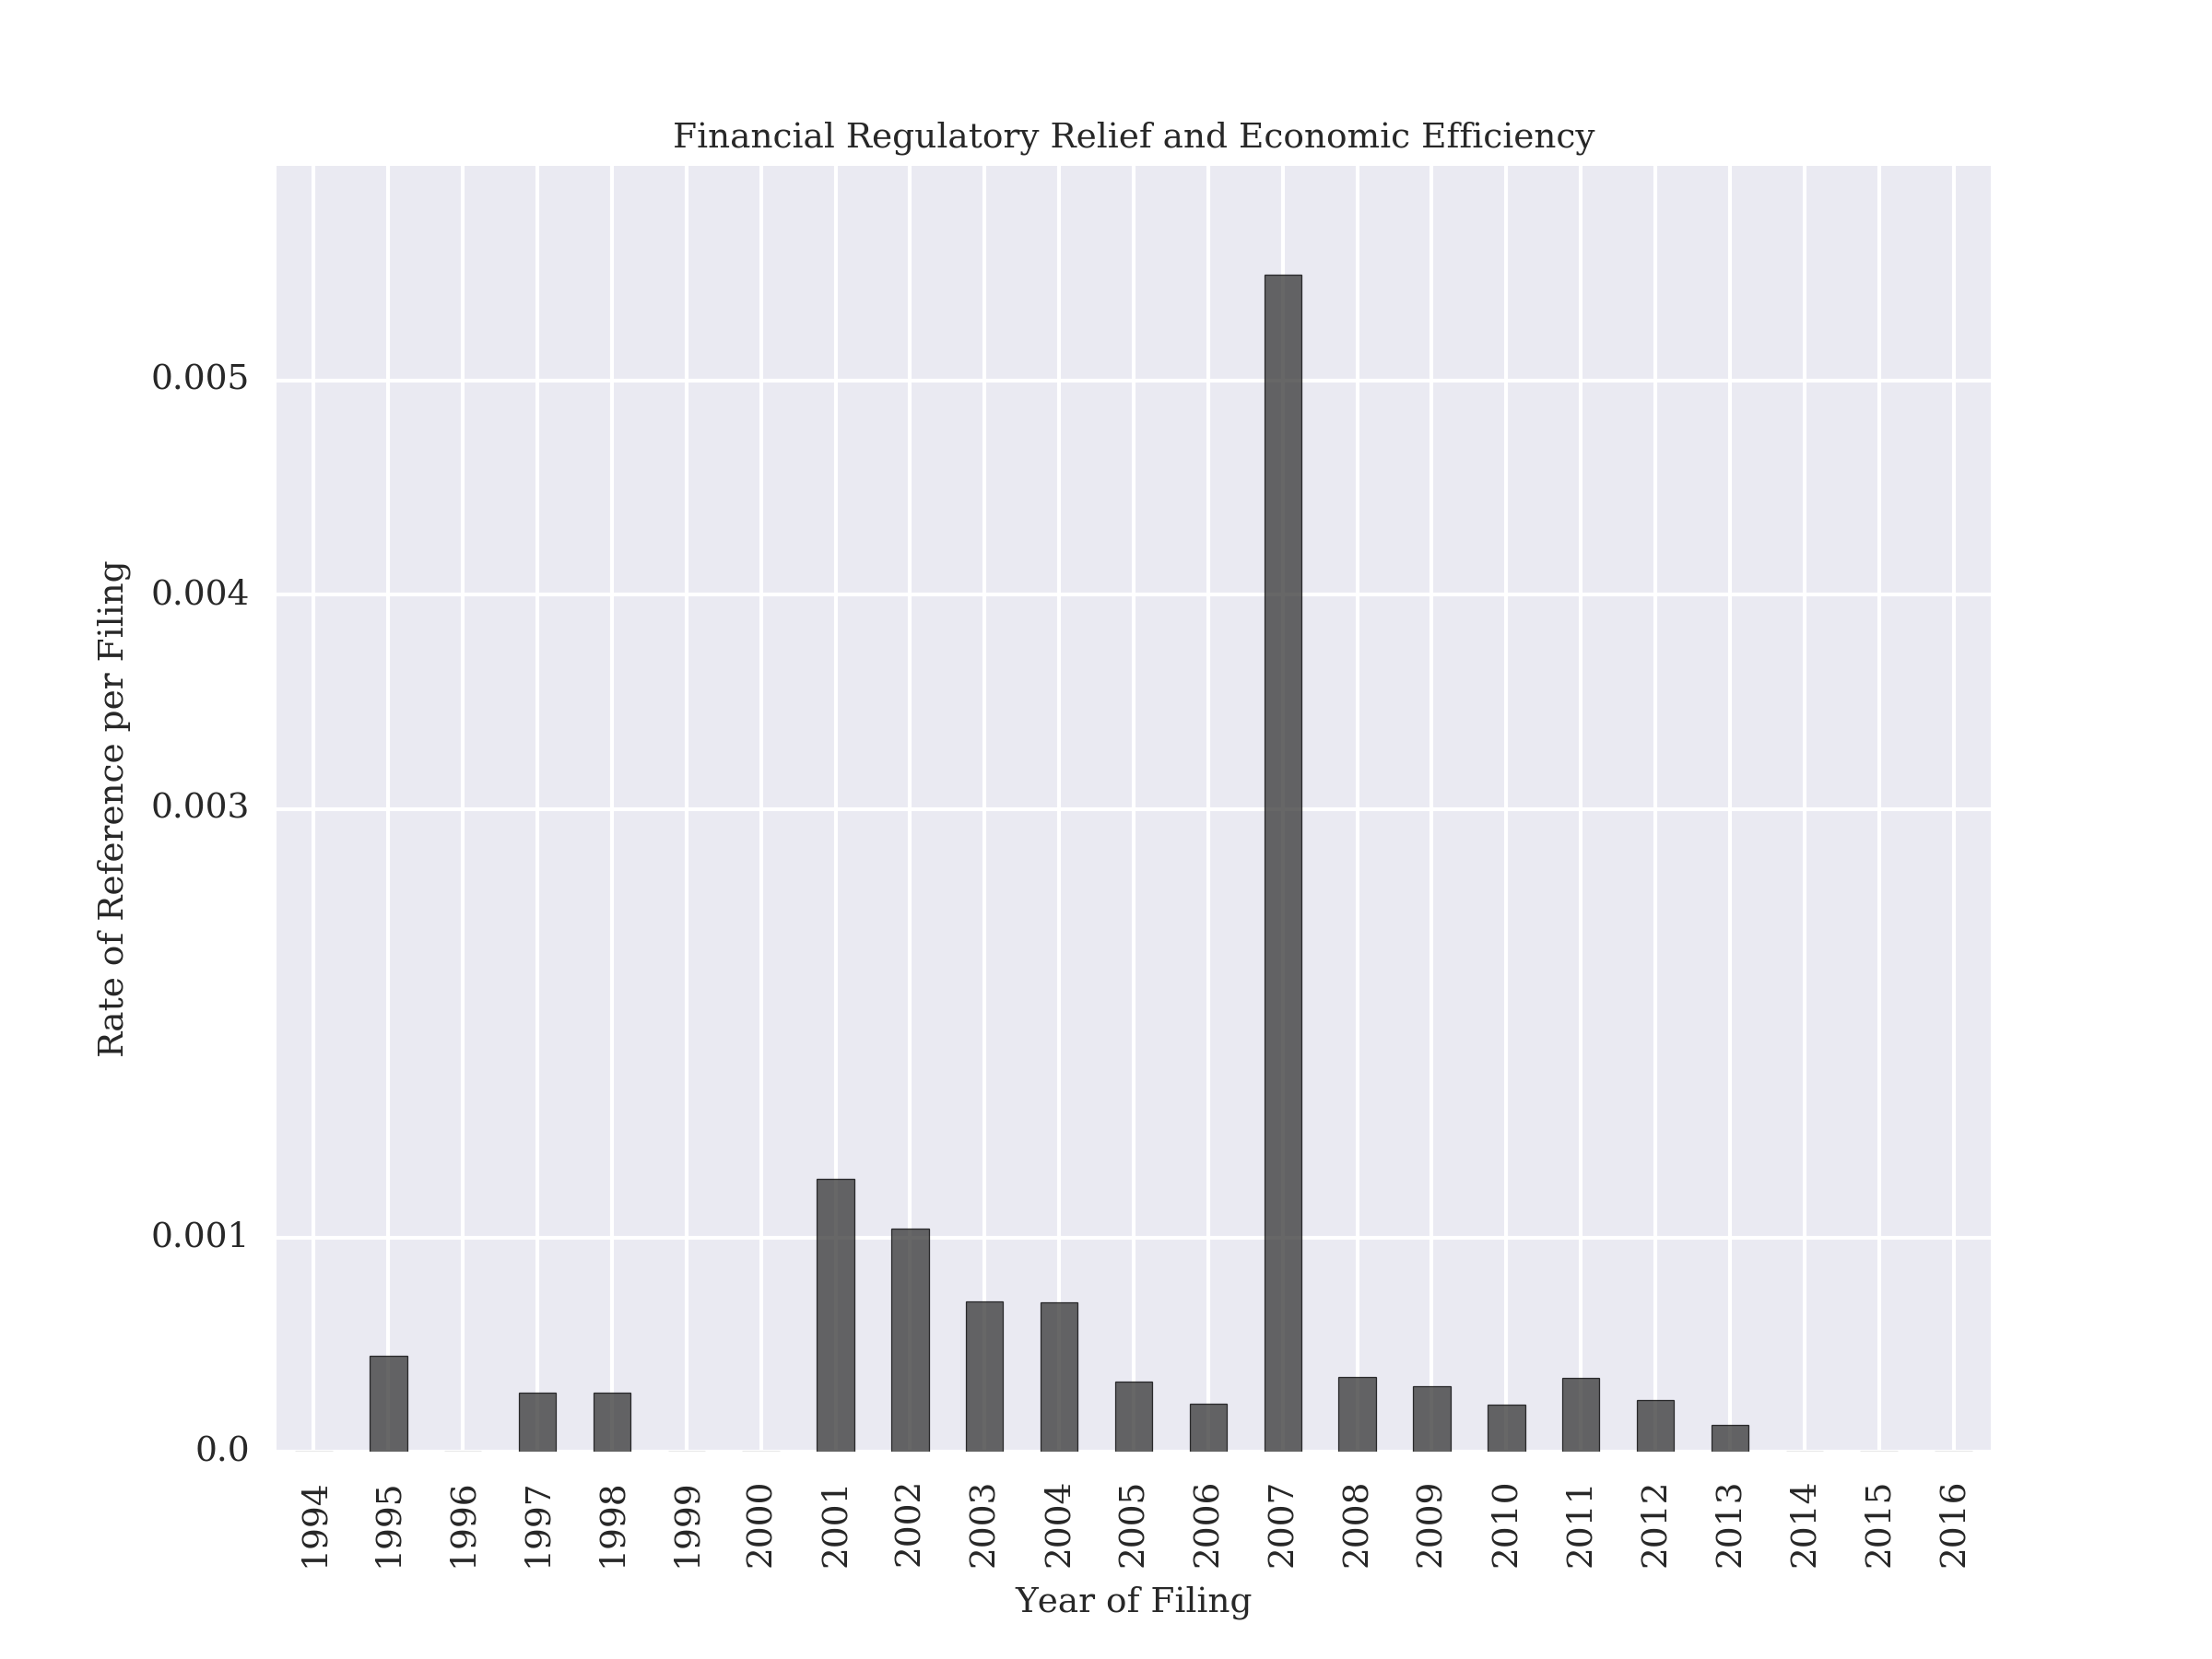 Financial Regulatory Relief and Economic Efficiency
Rate of Reference per Filing
0.005
0.004
0.003
0.001
0.0
1994 1995 1996 1997 1998 1999 2000 2001 2002 2003 2004 2005 2006 2007 2008 2009 2010 2011 2012 2013 2014 2015 2016
Year of Filing